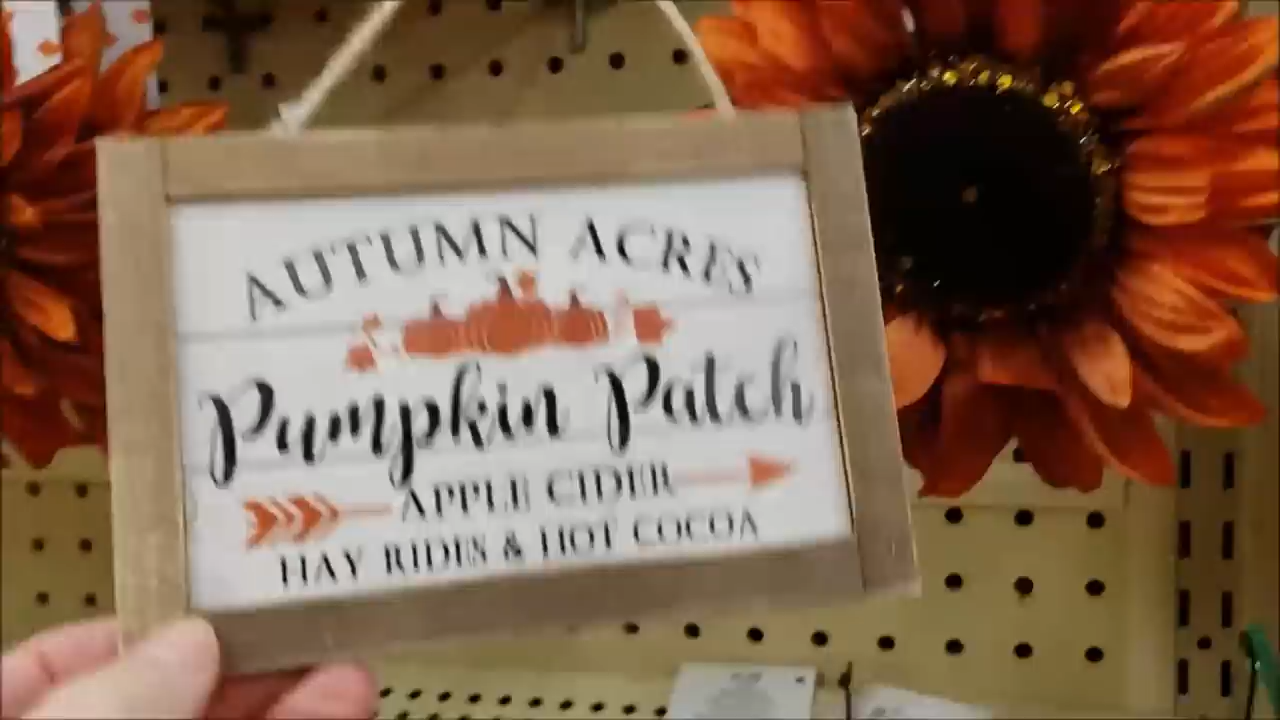 AUTUMN ACRES
Pumpkin Patch
APPLE CIDER
HAY RIDES & HOT COCOA